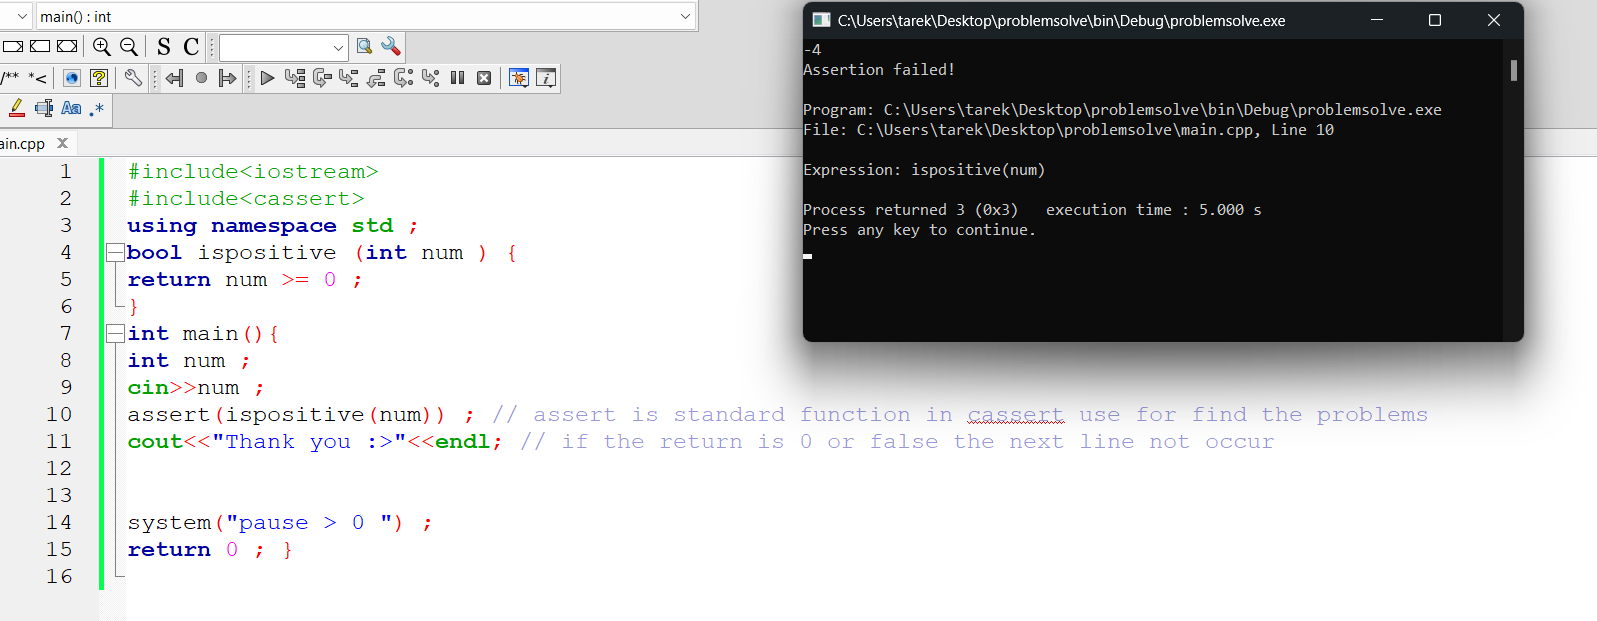 main() : int
S C
/** *<
Aa .*
ain.cpp X
1 #include<iostream>
2 #include<cassert>
3 using namespace std ;
4 bool ispositive (int num ) {
5 return num >= 0 ;
6 }
7 int main(){
8 int num ;
9 cin>>num ;
10 assert(ispositive(num)) ; // assert is standard function in cassert use for find the problems
11 cout<<"Thank you :>"<<endl; // if the return is 0 or false the next line not occur
12
13
14 system("pause > 0 ") ;
15 return 0 ; }
16
C:\Users\tarek\Desktop\problemsolve\bin\Debug\problemsolve.exe
-4
Assertion failed!
Program: C:\Users\tarek\Desktop\problemsolve\bin\Debug\problemsolve.exe
File: C:\Users\tarek\Desktop\problemsolve\main.cpp, Line 10
Expression: ispositive(num)
Process returned 3 (0x3)   execution time : 5.000 s
Press any key to continue.